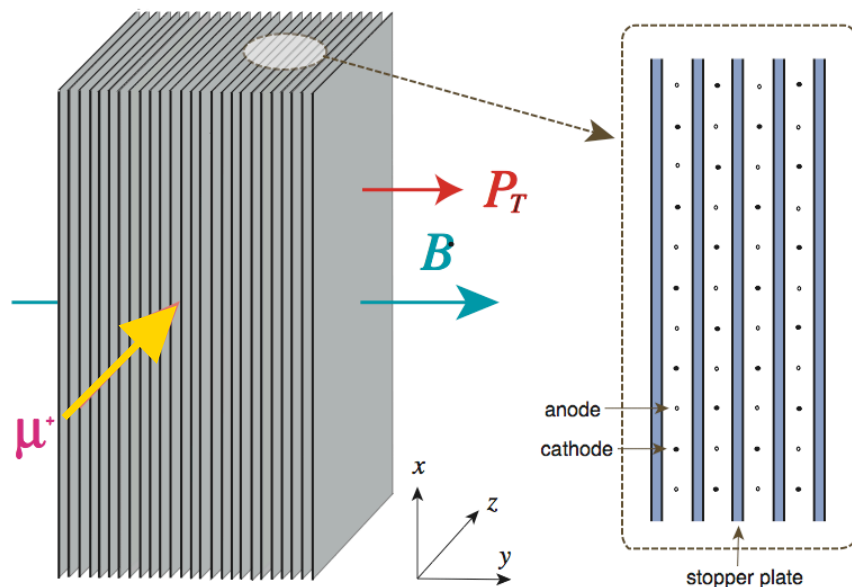 P_T
B
μ⁺
x
z
y
anode
cathode
stopper plate